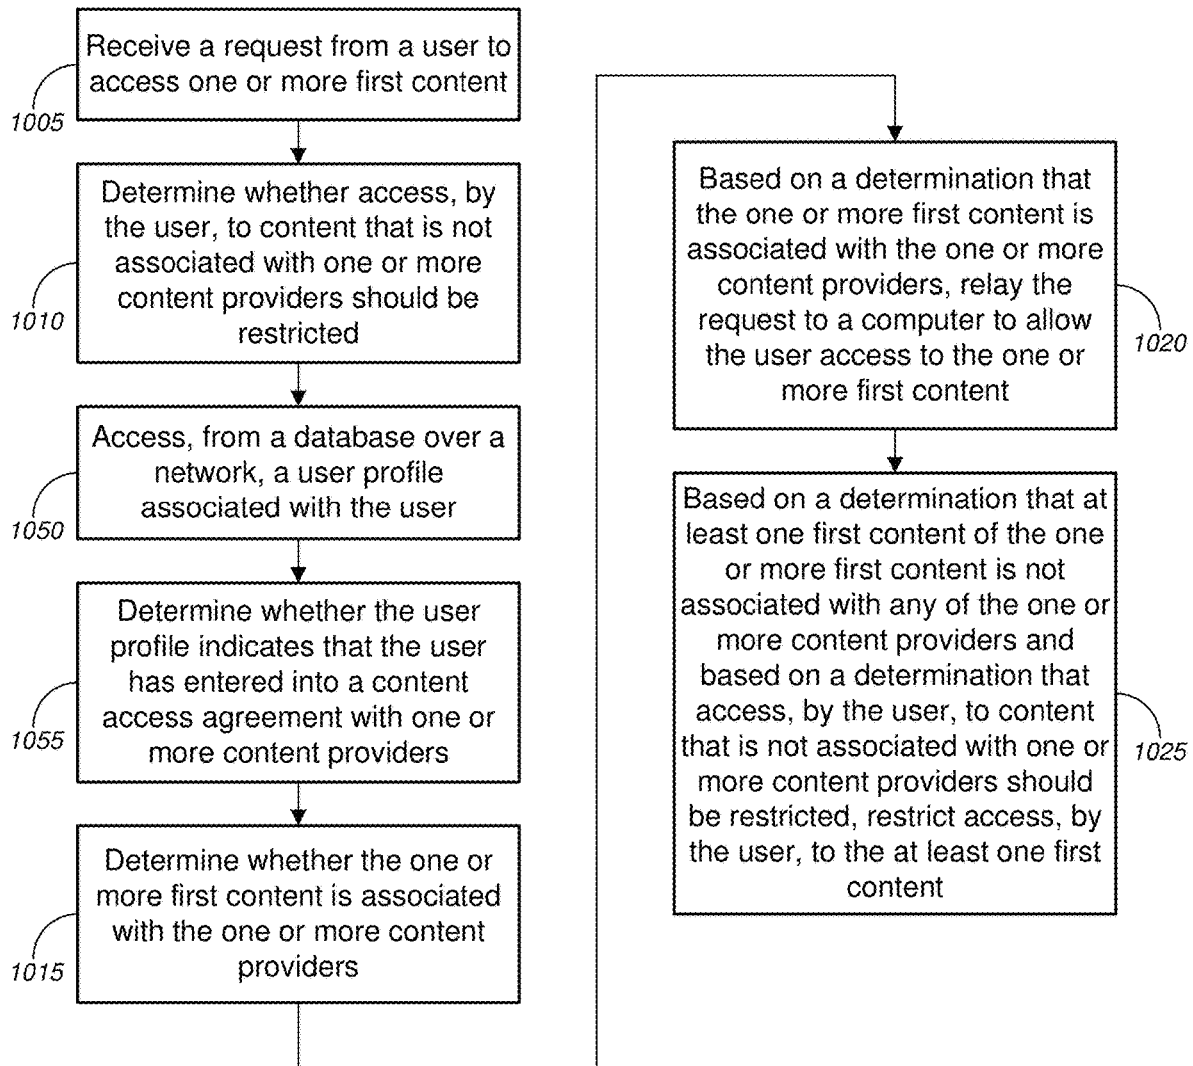 Receive a request from a user to
access one or more first content
1005
Determine whether access, by
the user, to content that is not
associated with one or more
content providers should be
restricted
1010
Access, from a database over a
network, a user profile
associated with the user
1050
Determine whether the user
profile indicates that the user
has entered into a content
access agreement with one or
more content providers
1055
Determine whether the one or
more first content is associated
with the one or more content
providers
1015
Based on a determination that
the one or more first content is
associated with the one or more
content providers, relay the
request to a computer to allow
the user access to the one or
more first content
1020
Based on a determination that at
least one first content of the one
or more first content is not
associated with any of the one or
more content providers and
based on a determination that
access, by the user, to content
that is not associated with one or
more content providers should
be restricted, restrict access, by
the user, to the at least one first
content
1025